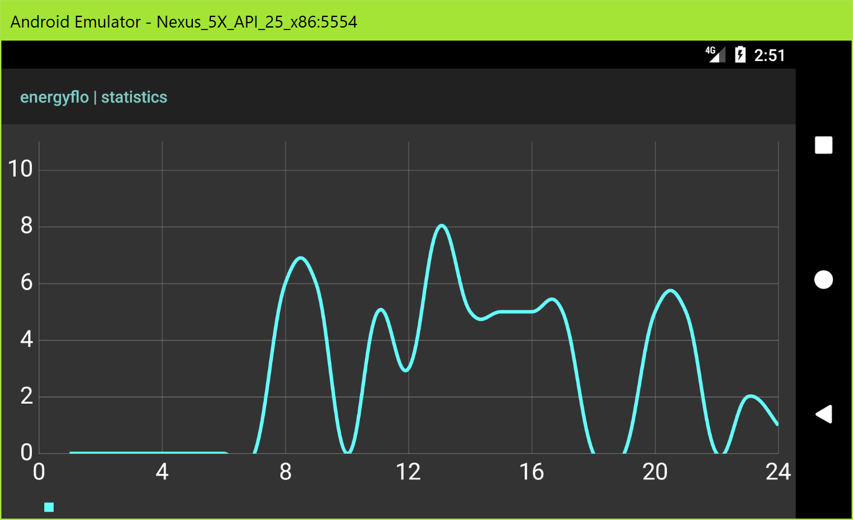 Android Emulator - Nexus_5X_API_25_x86:5554
4G 2:51
energyflo | statistics
10
8
6
4
2
0
0 4 8 12 16 20 24